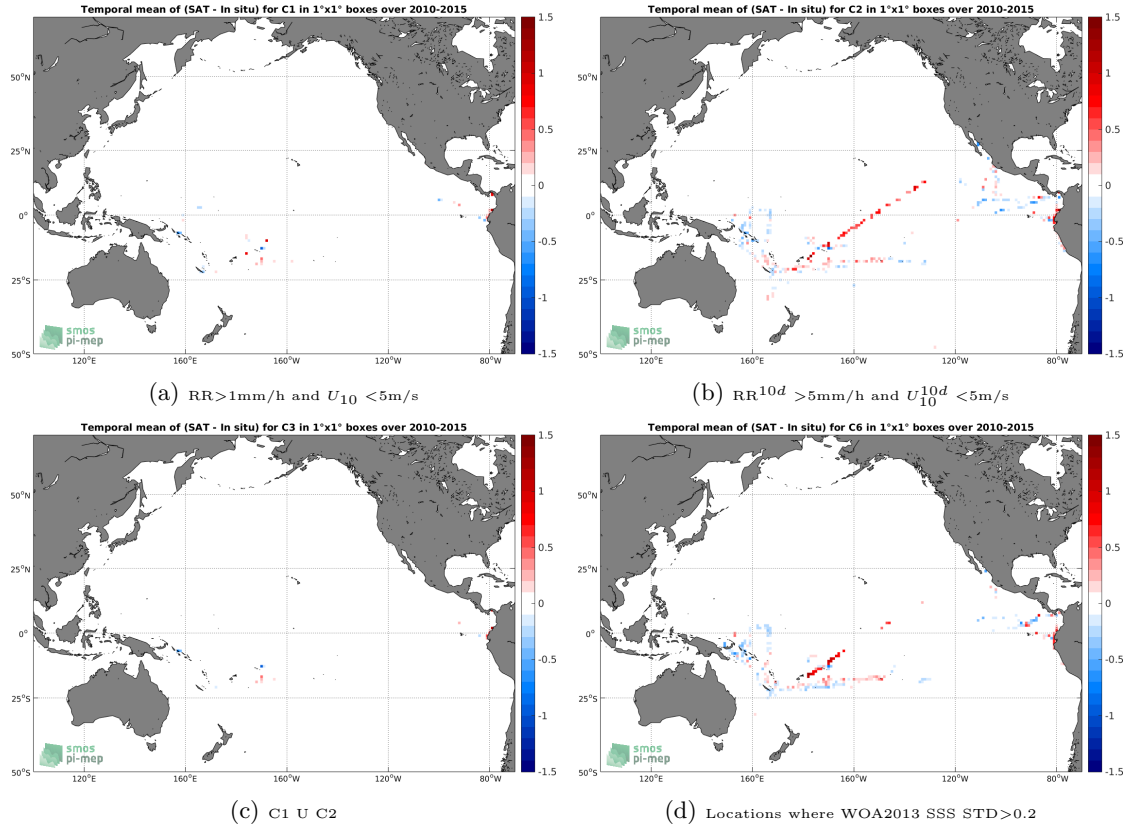 Temporal mean of (SAT - In situ) for C1 in 1°x1° boxes over 2010-2015
1.5
1
50°N
0.5
25°N
0
0°
-0.5
25°S
-1
smos
pi-mep
50°S
-1.5
120°E
160°E
160°W
120°W
80°W
(a) RR>1mm/h and U10 <5m/s
Temporal mean of (SAT - In situ) for C2 in 1°x1° boxes over 2010-2015
1.5
1
50°N
0.5
25°N
0
0°
-0.5
25°S
-1
smos
pi-mep
50°S
-1.5
120°E
160°E
160°W
120°W
80°W
(b) RR^10d >5mm/h and U10^10d <5m/s
Temporal mean of (SAT - In situ) for C3 in 1°x1° boxes over 2010-2015
1.5
1
50°N
0.5
25°N
0
0°
-0.5
25°S
-1
smos
pi-mep
50°S
-1.5
120°E
160°E
160°W
120°W
80°W
(c) C1 U C2
Temporal mean of (SAT - In situ) for C6 in 1°x1° boxes over 2010-2015
1.5
1
50°N
0.5
25°N
0
0°
-0.5
25°S
-1
smos
pi-mep
50°S
-1.5
120°E
160°E
160°W
120°W
80°W
(d) Locations where WOA2013 SSS STD>0.2